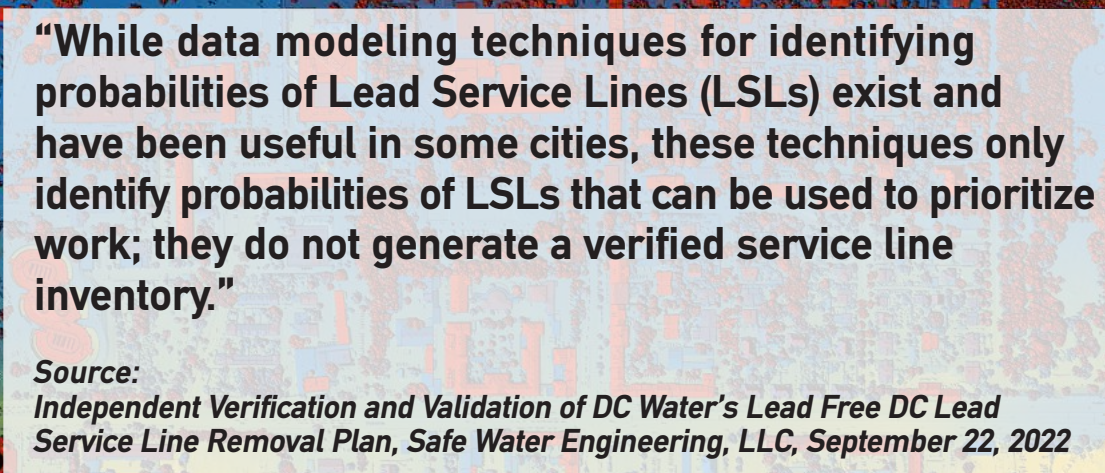 “While data modeling techniques for identifying
probabilities of Lead Service Lines (LSLs) exist and
have been useful in some cities, these techniques only
identify probabilities of LSLs that can be used to prioritize
work; they do not generate a verified service line
inventory.”
Source:
Independent Verification and Validation of DC Water’s Lead Free DC Lead
Service Line Removal Plan, Safe Water Engineering, LLC, September 22, 2022